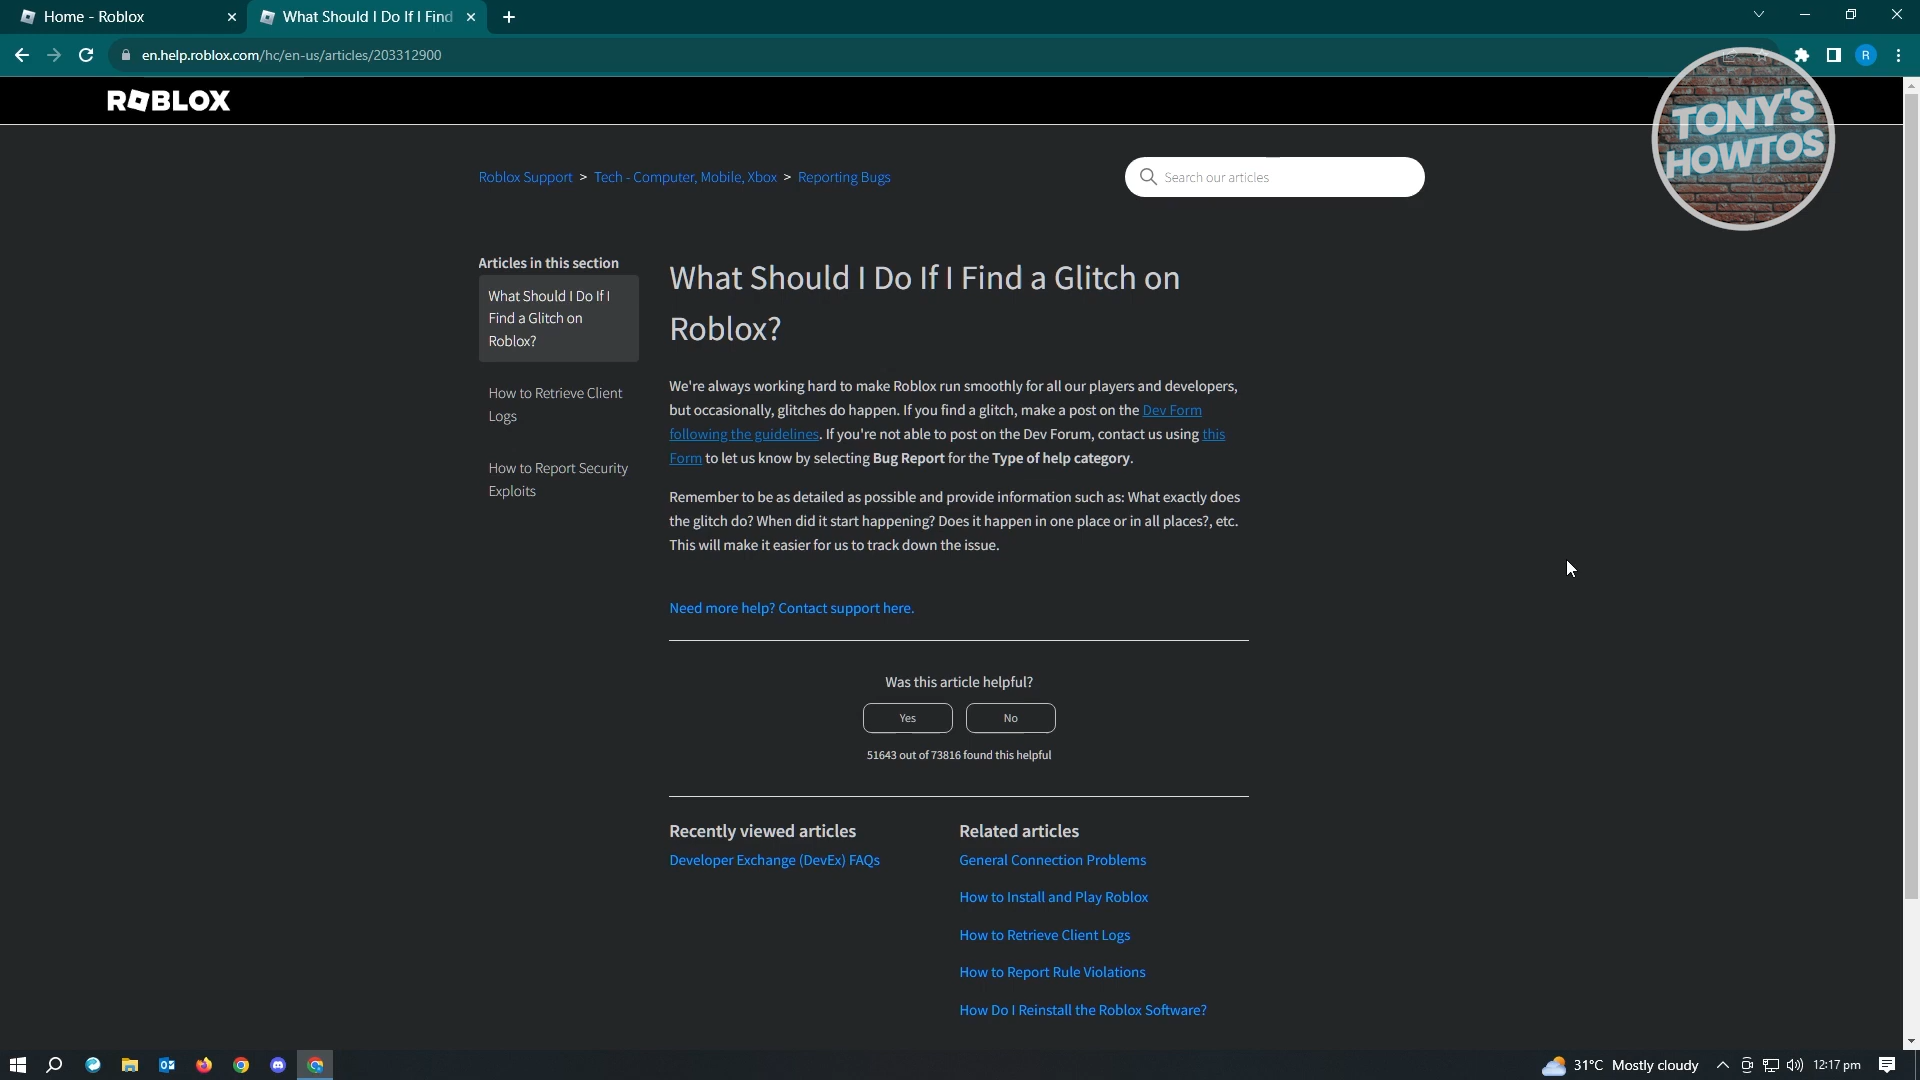 Home - Roblox
What Should I Do If I Find
en.help.roblox.com/hc/en-us/articles/203312900
R
ROBLOX
TONY'S
HOWTOS
Roblox Support > Tech - Computer, Mobile, Xbox > Reporting Bugs
Search our articles
Articles in this section
What Should I Do If I
Find a Glitch on
Roblox?
How to Retrieve Client
Logs
How to Report Security
Exploits
What Should I Do If I Find a Glitch on
Roblox?
We're always working hard to make Roblox run smoothly for all our players and developers,
but occasionally, glitches do happen. If you find a glitch, make a post on the Dev Form
following the guidelines. If you're not able to post on the Dev Forum, contact us using this
Form to let us know by selecting Bug Report for the Type of help category.
Remember to be as detailed as possible and provide information such as: What exactly does
the glitch do? When did it start happening? Does it happen in one place or in all places?, etc.
This will make it easier for us to track down the issue.
Need more help? Contact support here.
Was this article helpful?
Yes
No
51643 out of 73816 found this helpful
Recently viewed articles
Developer Exchange (DevEx) FAQs
Related articles
General Connection Problems
How to Install and Play Roblox
How to Retrieve Client Logs
How to Report Rule Violations
How Do I Reinstall the Roblox Software?
31°C Mostly cloudy
12:17 pm